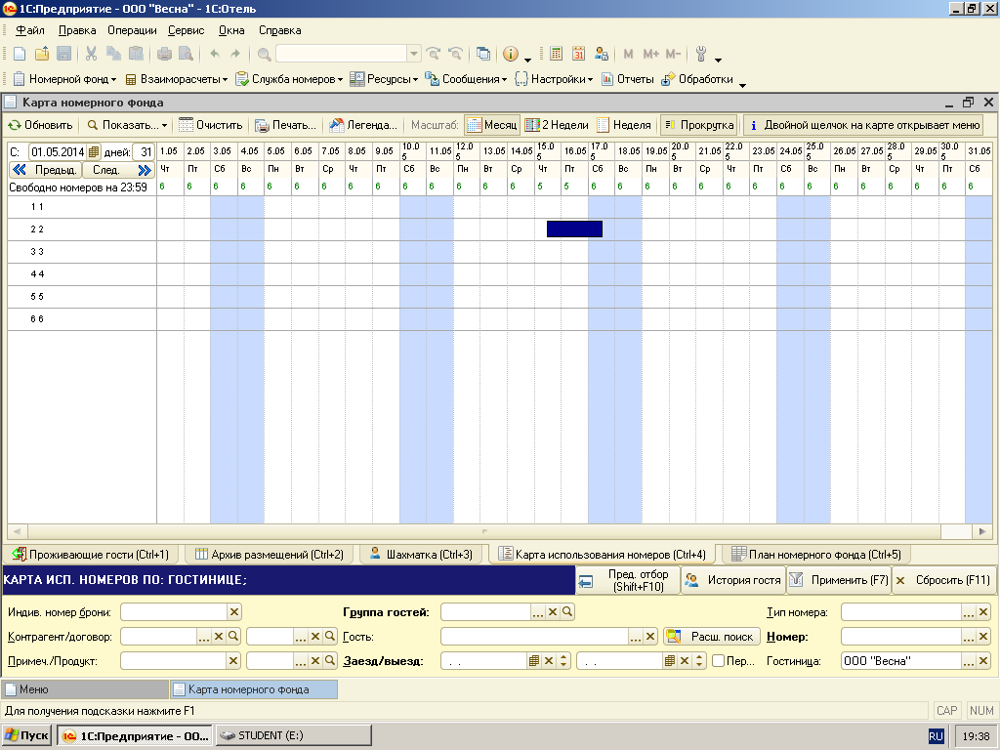 1С:Предприятие - ООО "Весна" - 1С:Отель
Файл Правка Операции Сервис Окна Справка
M M+ M-
Номерной фонд Взаиморасчеты Служба номеров Ресурсы Сообщения Настройки Отчеты Обработки
Карта номерного фонда
Обновить Показать... Очистить Печать... Легенда... Масштаб: Месяц 2 Недели Неделя Прокрутка i Двойной щелчок на карте открывает меню
С: 01.05.2014 дней: 31 1.05 2.05 3.05 4.05 5.05 6.05 7.05 8.05 9.05 10.05 11.05 12.05 13.05 14.05 15.05 16.05 17.05 18.05 19.05 20.05 21.05 22.05 23.05 24.05 25.05 26.05 27.05 28.05 29.05 30.05 31.05
Предыд. След. Чт Пт Сб Вс Пн Вт Ср Чт Пт Сб Вс Пн Вт Ср Чт Пт Сб Вс Пн Вт Ср Чт Пт Сб Вс Пн Вт Ср Чт Пт Сб
Свободно номеров на 23:59 6 6 6 6 6 6 6 6 6 6 6 6 6 6 5 5 6 6 6 6 6 6 6 6 6 6 6 6 6 6 6
1 1
2 2
3 3
4 4
5 5
6 6
Проживающие гости (Ctrl+1) Архив размещений (Ctrl+2) Шахматка (Ctrl+3) Карта использования номеров (Ctrl+4) План номерного фонда (Ctrl+5)
КАРТА ИСП. НОМЕРОВ ПО: ГОСТИНИЦЕ; Пред. отбор (Shift+F10) История гостя Применить (F7) Сбросить (F11)
Индив. номер брони: Группа гостей: Тип номера:
Контрагент/договор: Гость: Расш. поиск Номер:
Примеч./Продукт: Заезд/выезд: . . . . Пер... Гостиница: ООО "Весна"
Меню Карта номерного фонда
Для получения подсказки нажмите F1 CAP NUM
Пуск 1С:Предприятие - ОО... STUDENT (E:) RU 19:38